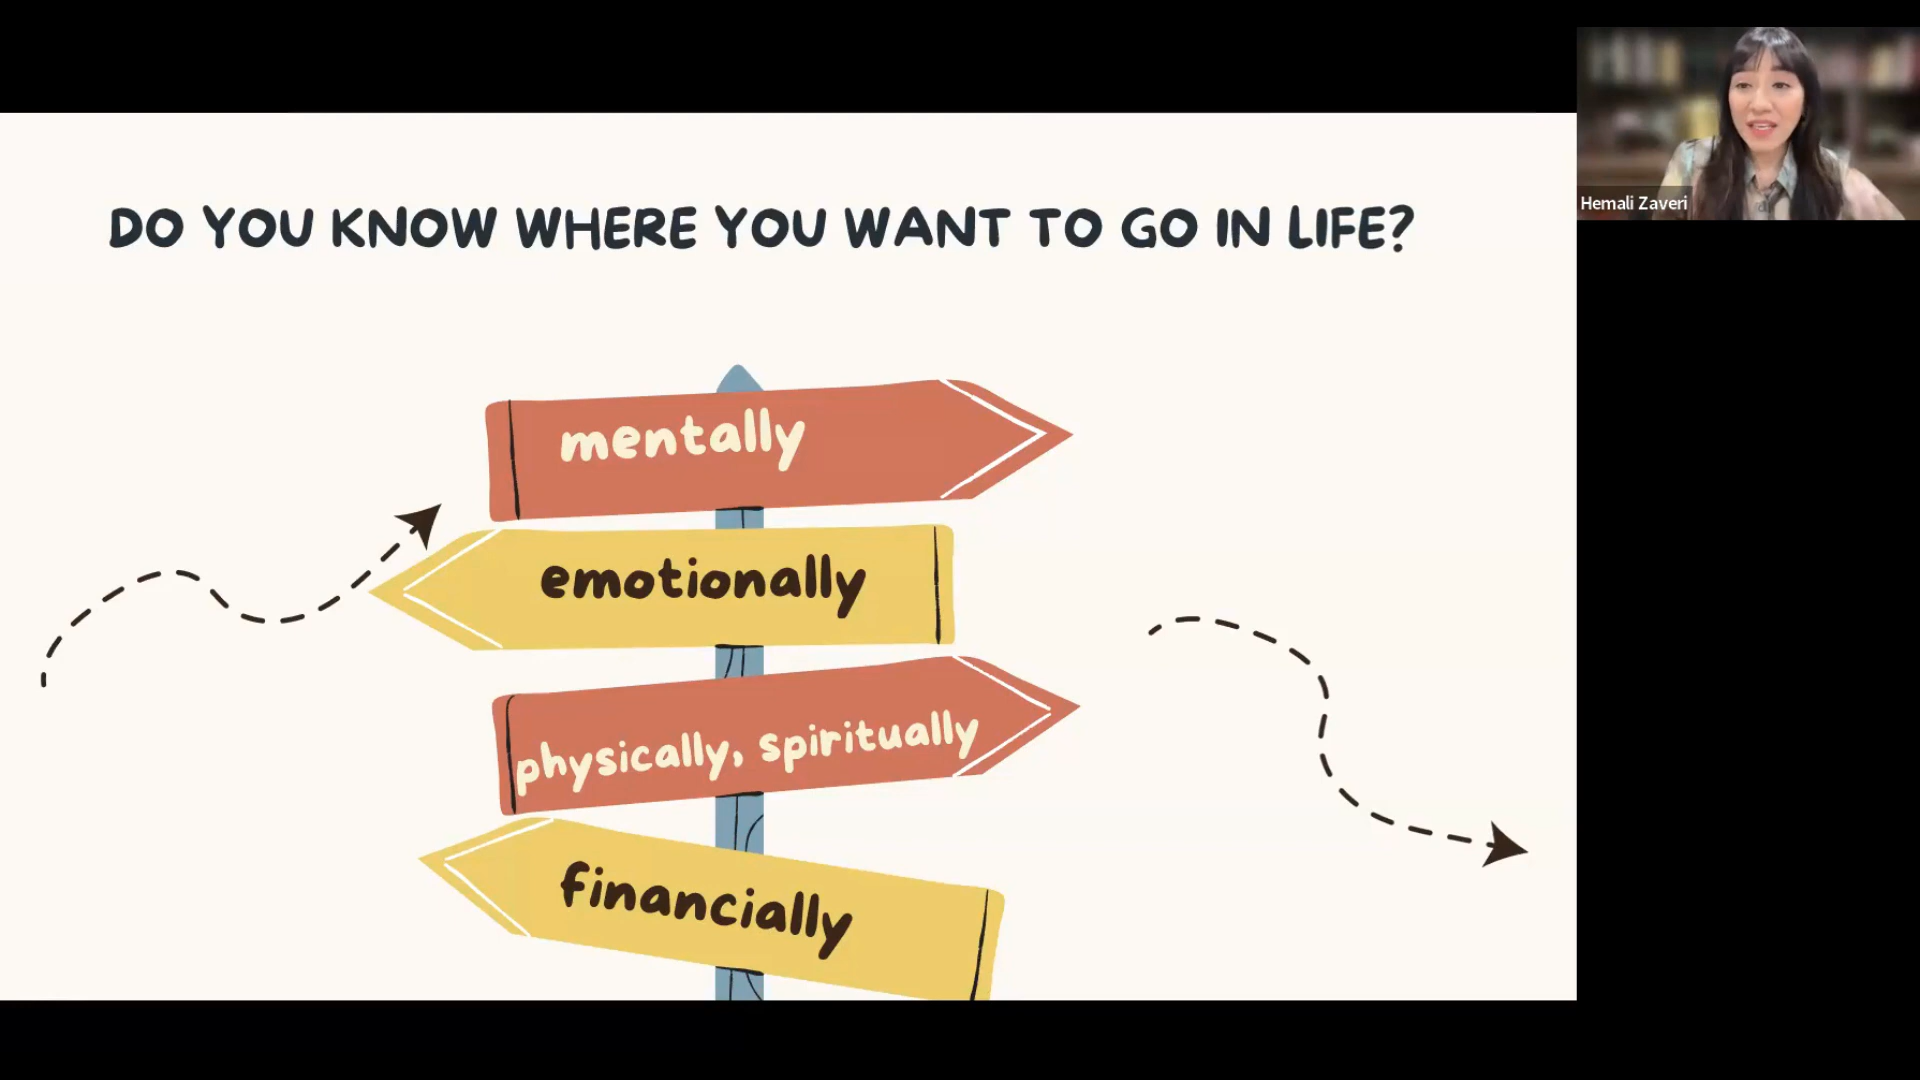 DO YOU KNOW WHERE YOU WANT TO GO IN LIFE?
Hemali Zaveri
mentally
emotionally
physically, spiritually
financially